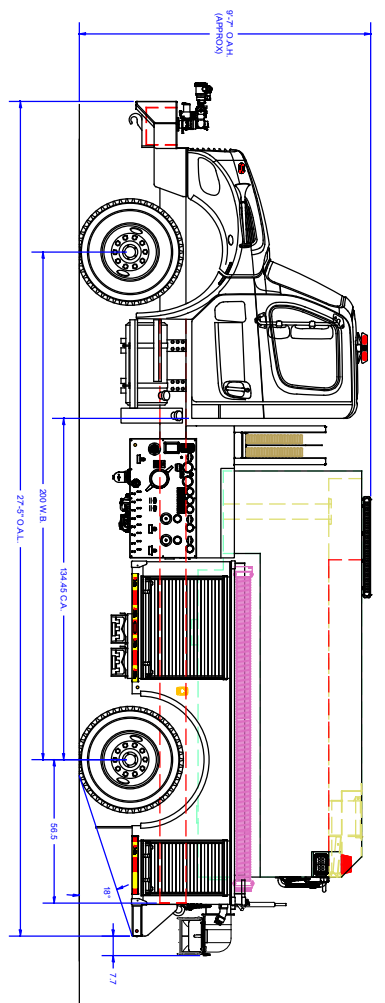 9'-7" O.A.H.
(APPROX)
200 W.B.
27'-5" O.A.L.
134.45 C.A.
56.5
18°
7.7